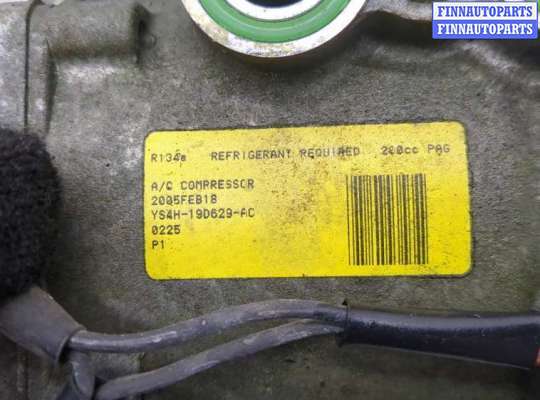 FINNAUTOPARTS
FINNAUTOPARTS
R134a REFRIGERANT REQUIRED 200cc PAG
A/C COMPRESSOR
2005FEB18
YS4H-19D629-AC
0225
P1